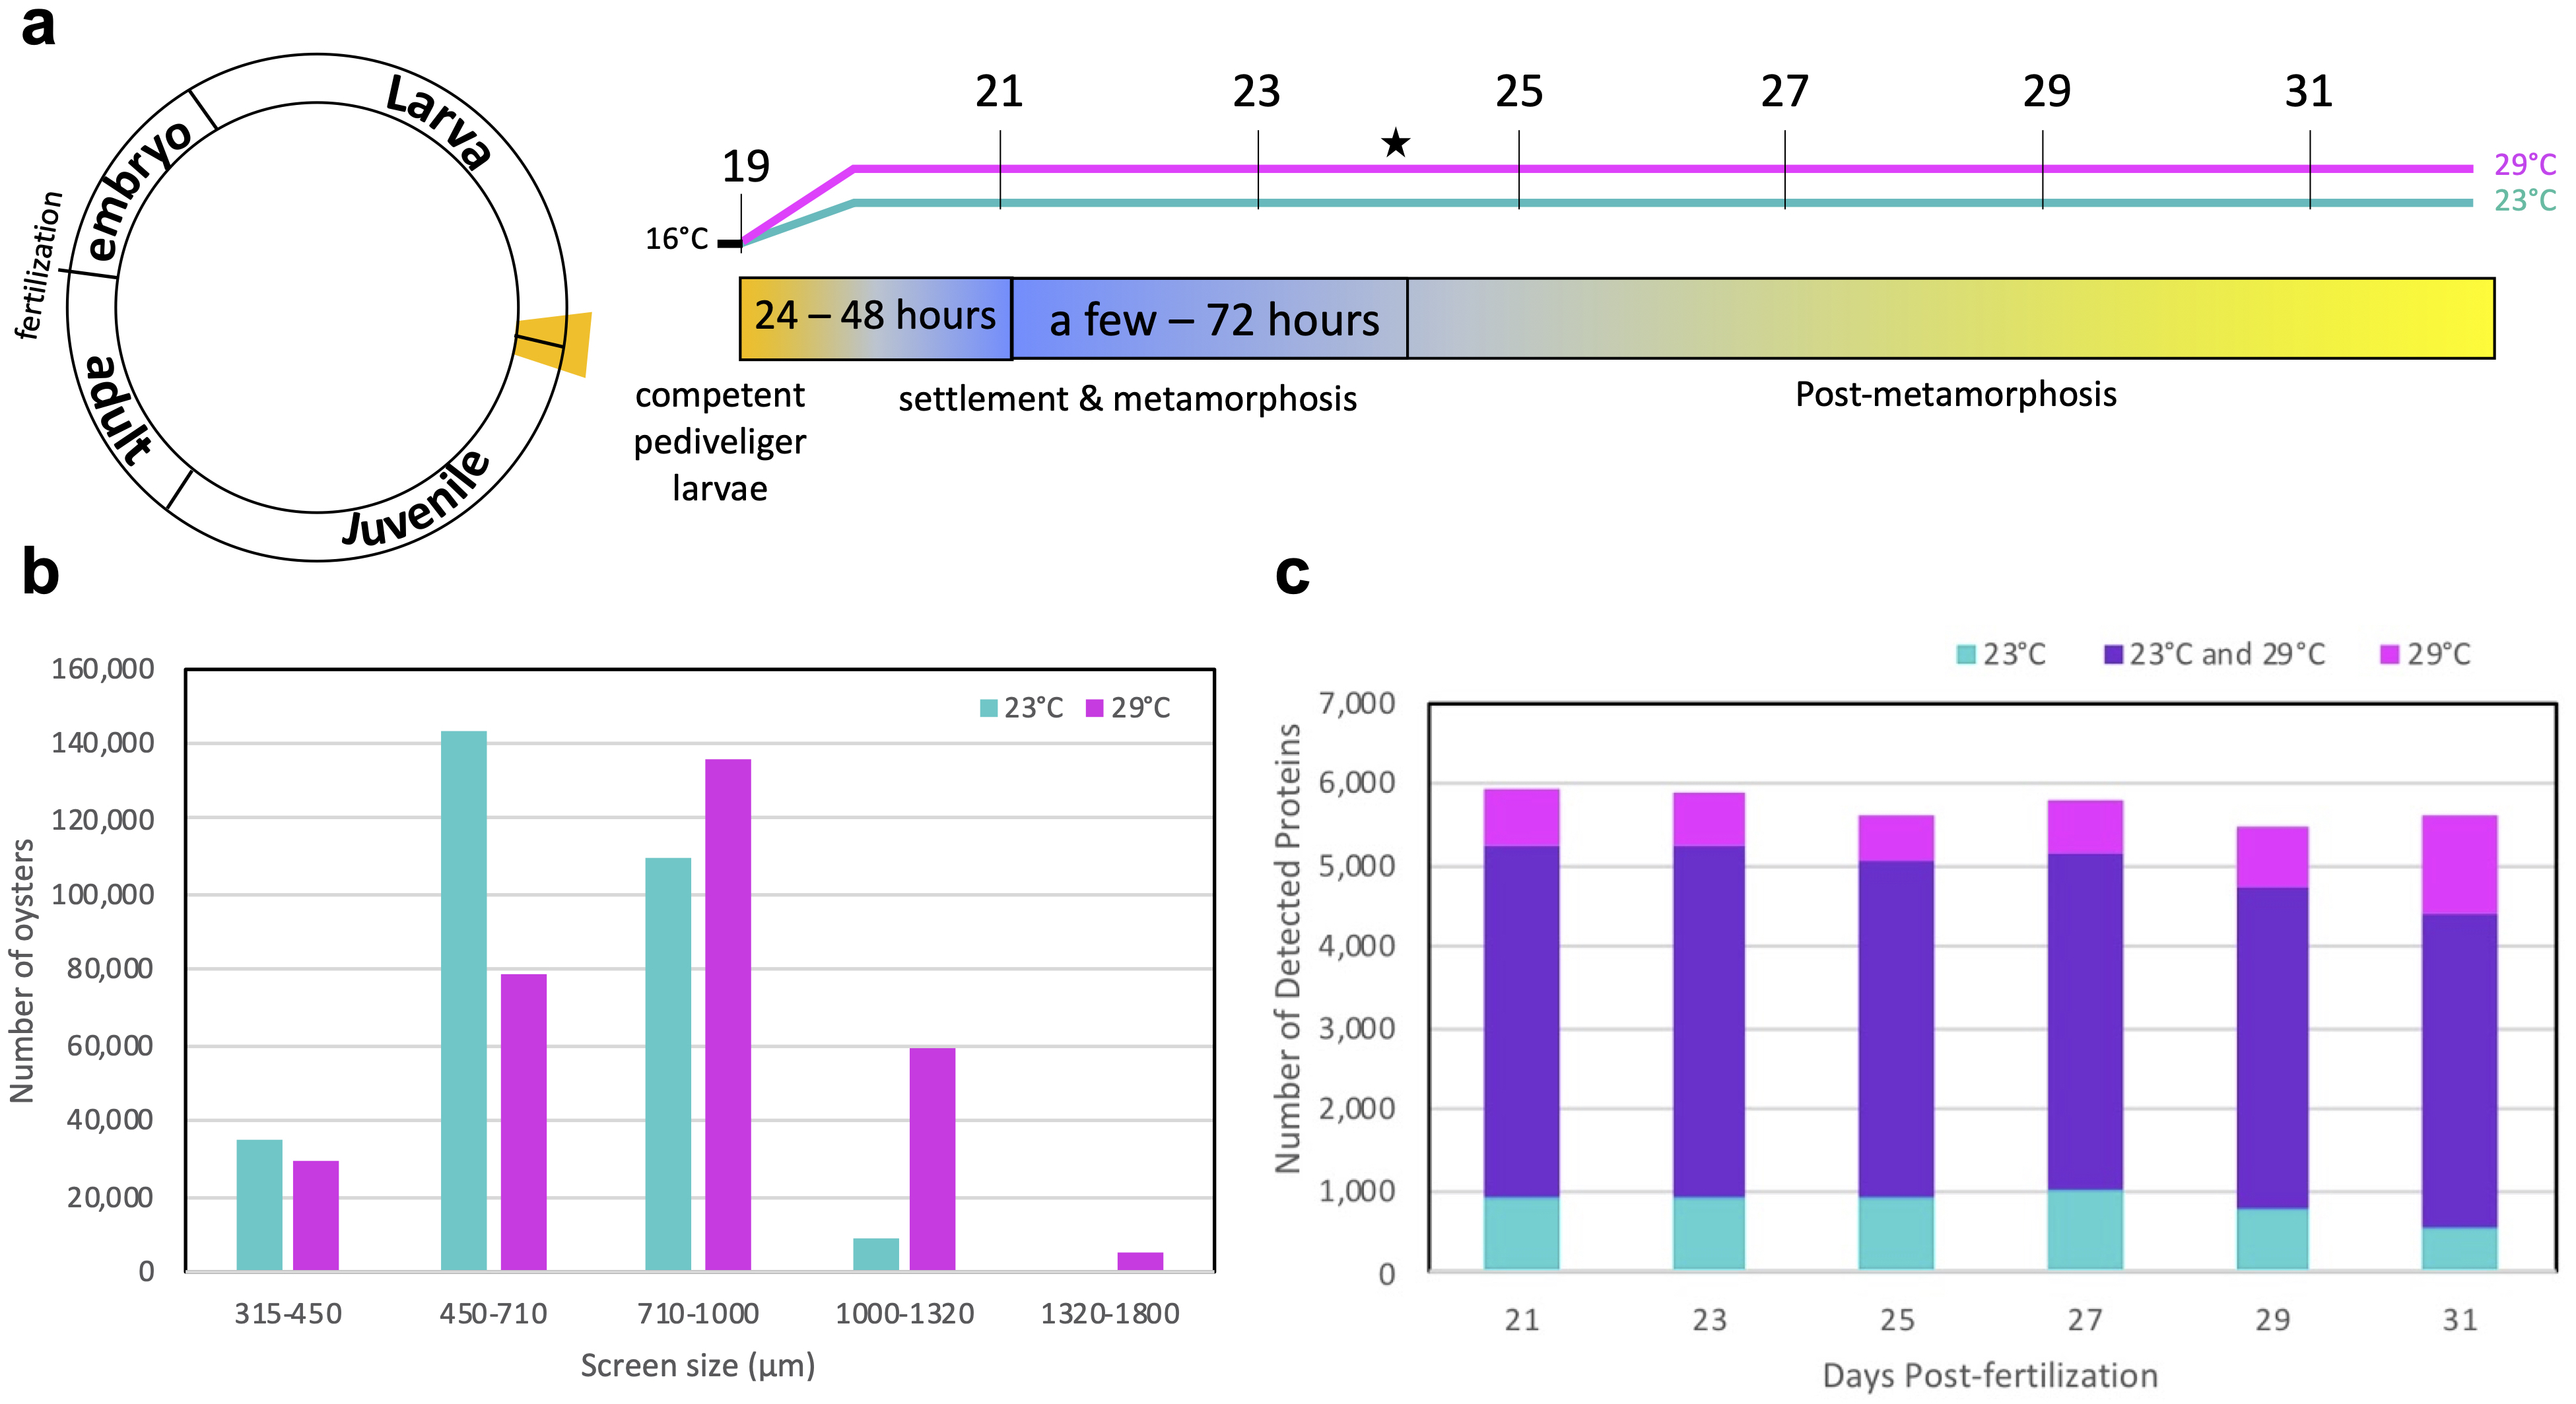 a
Larva
embryo
fertilization
adult
Juvenile
21 23 25 27 29 31
★
19
29°C
23°C
16°C
24 – 48 hours
a few – 72 hours
competent
pediveliger
larvae
settlement & metamorphosis
Post-metamorphosis
b
160,000
140,000
120,000
100,000
80,000
60,000
40,000
20,000
0
Number of oysters
23°C 29°C
315-450 450-710 710-1000 1000-1320 1320-1800
Screen size (µm)
c
23°C 23°C and 29°C 29°C
7,000
6,000
5,000
4,000
3,000
2,000
1,000
0
Number of Detected Proteins
21 23 25 27 29 31
Days Post-fertilization